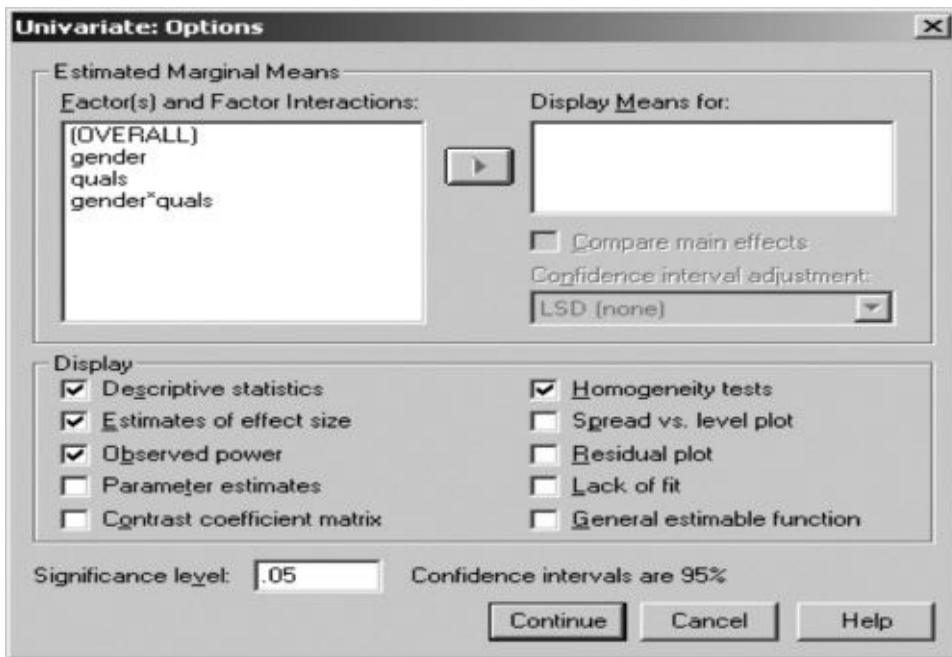 Univariate: Options
Estimated Marginal Means
Factor(s) and Factor Interactions:
(OVERALL)
gender
quals
gender*quals
Display Means for:
Compare main effects
Confidence interval adjustment:
LSD (none)
Display
Descriptive statistics
Estimates of effect size
Observed power
Parameter estimates
Contrast coefficient matrix
Homogeneity tests
Spread vs. level plot
Residual plot
Lack of fit
General estimable function
Significance level: .05 Confidence intervals are 95%
Continue Cancel Help